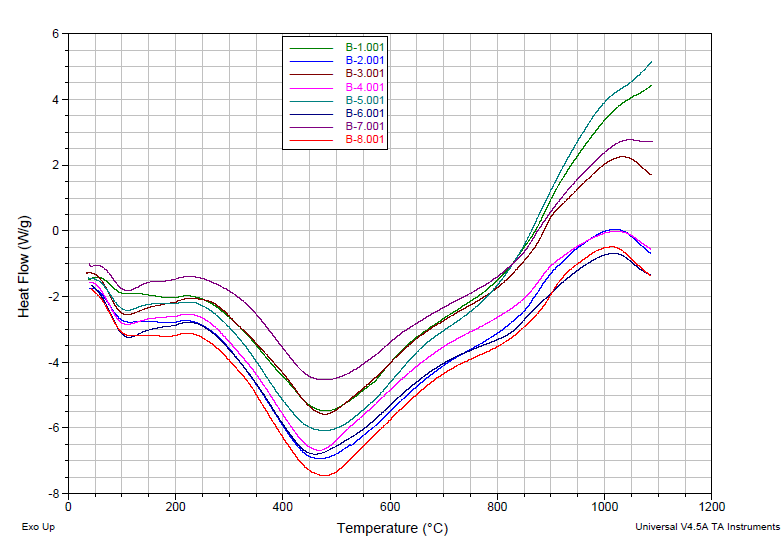 6
4
2
0
-2
-4
-6
-8
Heat Flow (W/g)
B-1.001
B-2.001
B-3.001
B-4.001
B-5.001
B-6.001
B-7.001
B-8.001
0 200 400 600 800 1000 1200
Exo Up
Temperature (°C)
Universal V4.5A TA Instruments